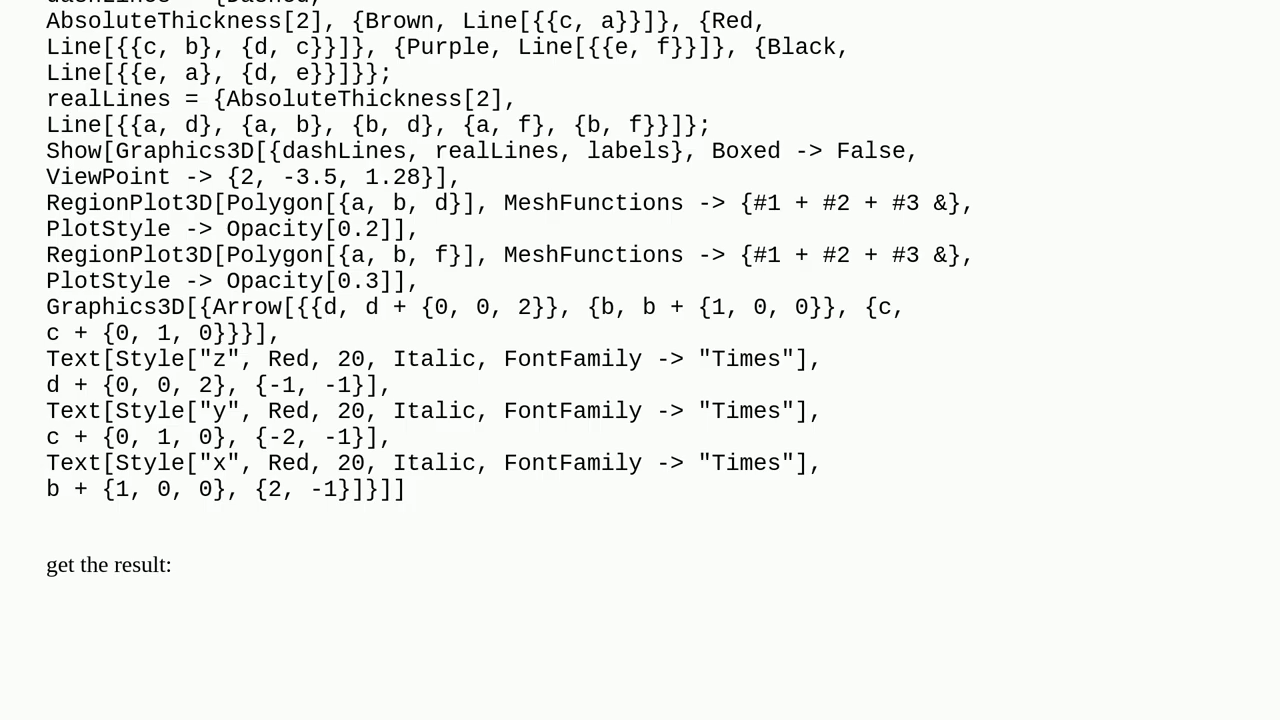 dashLines = {Dashed,
AbsoluteThickness[2], {Brown, Line[{{c, a}}]}, {Red,
Line[{{c, b}, {d, c}}]}, {Purple, Line[{{e, f}}]}, {Black,
Line[{{e, a}, {d, e}}]}};
realLines = {AbsoluteThickness[2],
Line[{{a, d}, {a, b}, {b, d}, {a, f}, {b, f}}]};
Show[Graphics3D[{dashLines, realLines, labels}, Boxed -> False,
ViewPoint -> {2, -3.5, 1.28}],
RegionPlot3D[Polygon[{a, b, d}], MeshFunctions -> {#1 + #2 + #3 &},
PlotStyle -> Opacity[0.2]],
RegionPlot3D[Polygon[{a, b, f}], MeshFunctions -> {#1 + #2 + #3 &},
PlotStyle -> Opacity[0.3]],
Graphics3D[{Arrow[{{d, d + {0, 0, 2}}, {b, b + {1, 0, 0}}, {c,
c + {0, 1, 0}}}],
Text[Style["z", Red, 20, Italic, FontFamily -> "Times"],
d + {0, 0, 2}, {-1, -1}],
Text[Style["y", Red, 20, Italic, FontFamily -> "Times"],
c + {0, 1, 0}, {-2, -1}],
Text[Style["x", Red, 20, Italic, FontFamily -> "Times"],
b + {1, 0, 0}, {2, -1}]}]]
get the result: